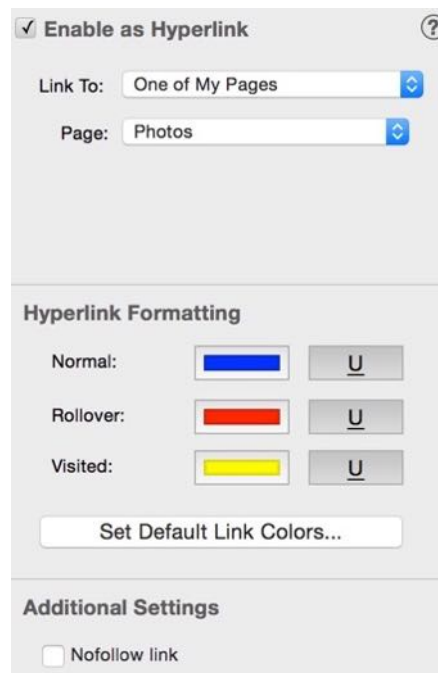 Enable as Hyperlink ?
Link To: One of My Pages
Page: Photos
Hyperlink Formatting
Normal: U
Rollover: U
Visited: U
Set Default Link Colors...
Additional Settings
Nofollow link